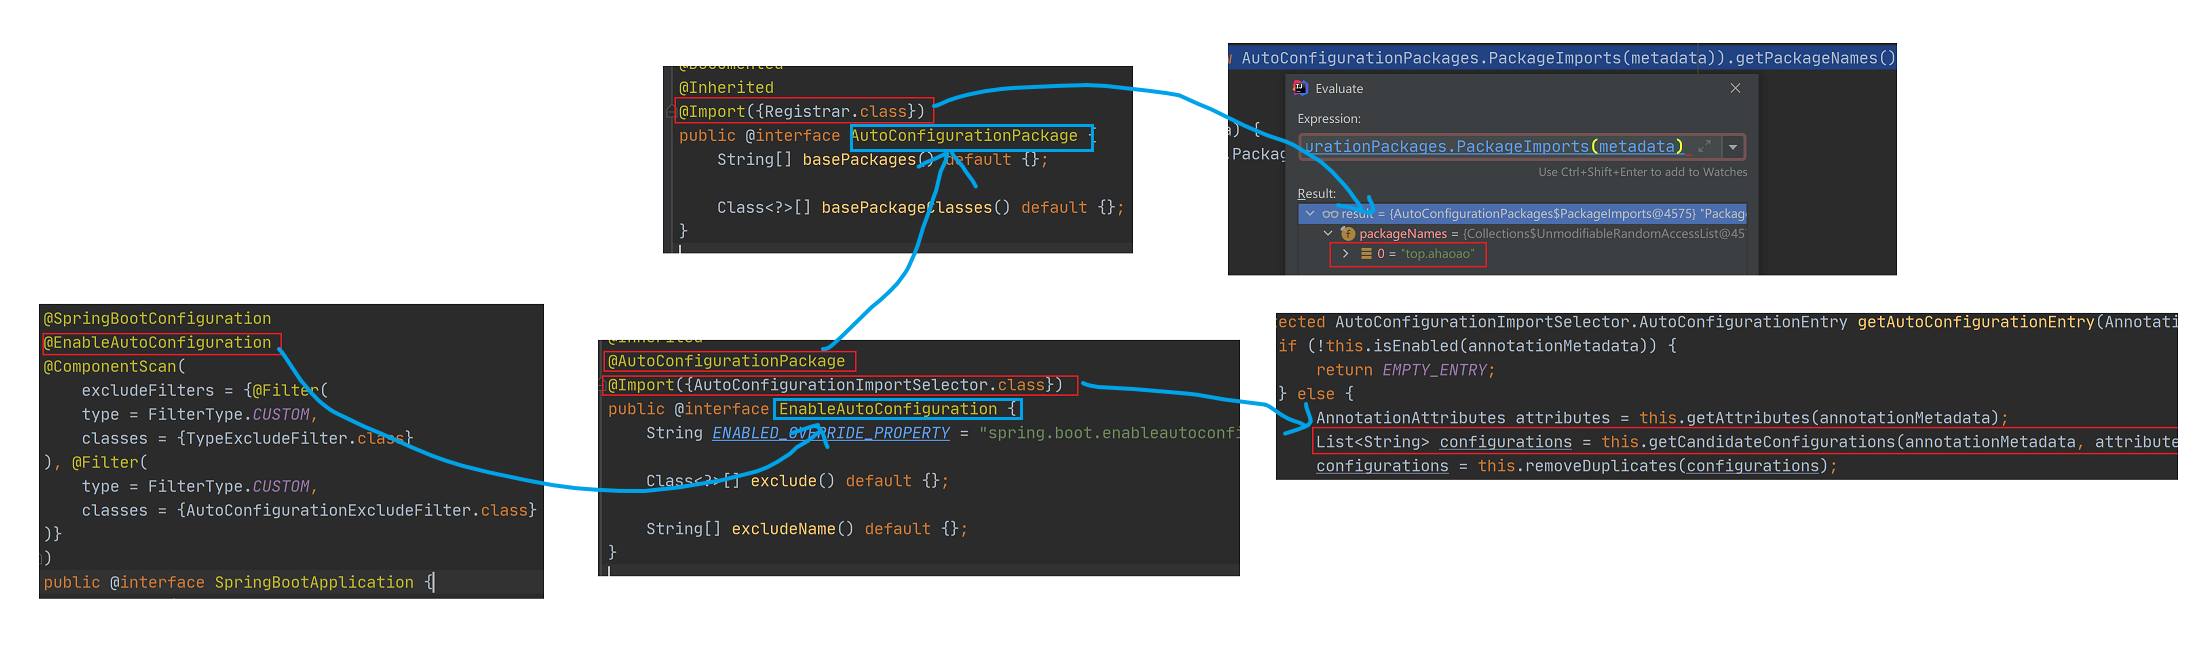 @SpringBootConfiguration
@EnableAutoConfiguration
@ComponentScan(
excludeFilters = {@Filter(
type = FilterType.CUSTOM,
classes = {TypeExcludeFilter.class}
), @Filter(
type = FilterType.CUSTOM,
classes = {AutoConfigurationExcludeFilter.class}
)}
)
public @interface SpringBootApplication {
@Inherited
@AutoConfigurationPackage
@Import({AutoConfigurationImportSelector.class})
public @interface EnableAutoConfiguration {
String ENABLED_OVERRIDE_PROPERTY = "spring.boot.enableautoconfi
Class<?>[] exclude() default {};
String[] excludeName() default {};
}
@Documented
@Inherited
@Import({Registrar.class})
public @interface AutoConfigurationPackage {
String[] basePackages() default {};
Class<?>[] basePackageClasses() default {};
}
w AutoConfigurationPackages.PackageImports(metadata)).getPackageNames()
a) {
.Packag
Evaluate
Expression:
urationPackages.PackageImports(metadata)
Use Ctrl+Shift+Enter to add to Watches
Result:
result = {AutoConfigurationPackages$PackageImports@4575} "Packag
packageNames = {Collections$UnmodifiableRandomAccessList@457
0 = "top.ahaoao"
tected AutoConfigurationImportSelector.AutoConfigurationEntry getAutoConfigurationEntry(Annotati
if (!this.isEnabled(annotationMetadata)) {
return EMPTY_ENTRY;
} else {
AnnotationAttributes attributes = this.getAttributes(annotationMetadata);
List<String> configurations = this.getCandidateConfigurations(annotationMetadata, attribute
configurations = this.removeDuplicates(configurations);